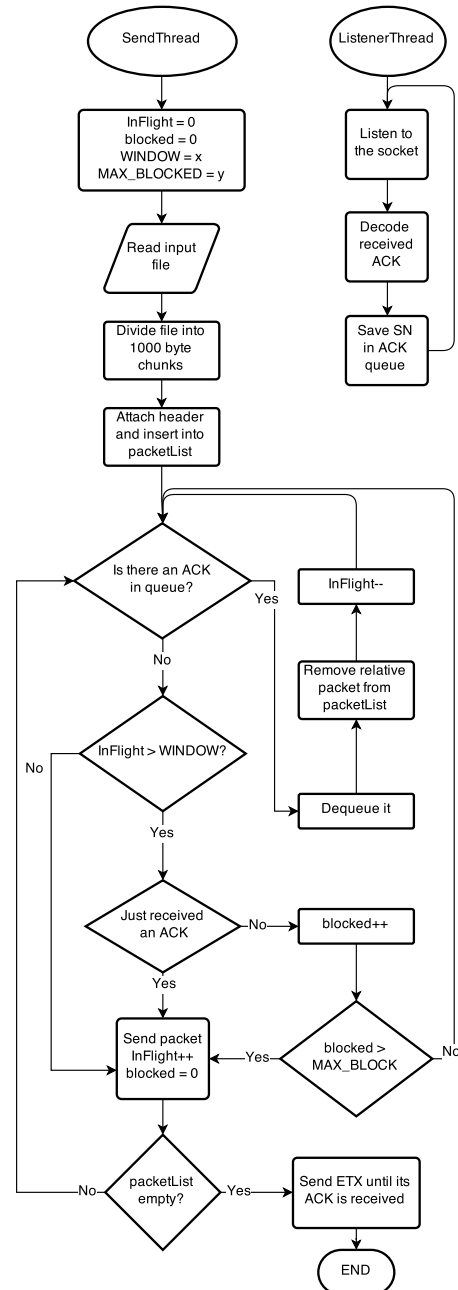 SendThread
ListenerThread
InFlight = 0
blocked = 0
WINDOW = x
MAX_BLOCKED = y
Listen to
the socket
Read input
file
Decode
received
ACK
Divide file into
1000 byte
chunks
Save SN
in ACK
queue
Attach header
and insert into
packetList
Is there an ACK
in queue?
Yes
InFlight--
No
Remove relative
packet from
packetList
InFlight > WINDOW?
No
Dequeue it
Yes
Just received
an ACK
No
blocked++
Yes
Send packet
InFlight++
blocked = 0
Yes
blocked >
MAX_BLOCK
No
packetList
empty?
No
Yes
Send ETX until its
ACK is received
END